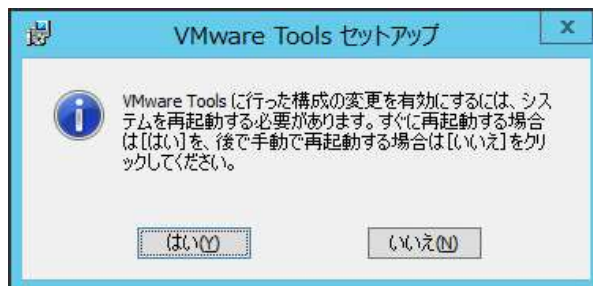 VMware Tools セットアップ
x
VMware Tools に行った構成の変更を有効にするには、シス
テムを再起動する必要があります。すぐに再起動する場合
は[はい]を、後で手動で再起動する場合は[いいえ]をクリ
ックしてください。
はい(Y)
いいえ(N)